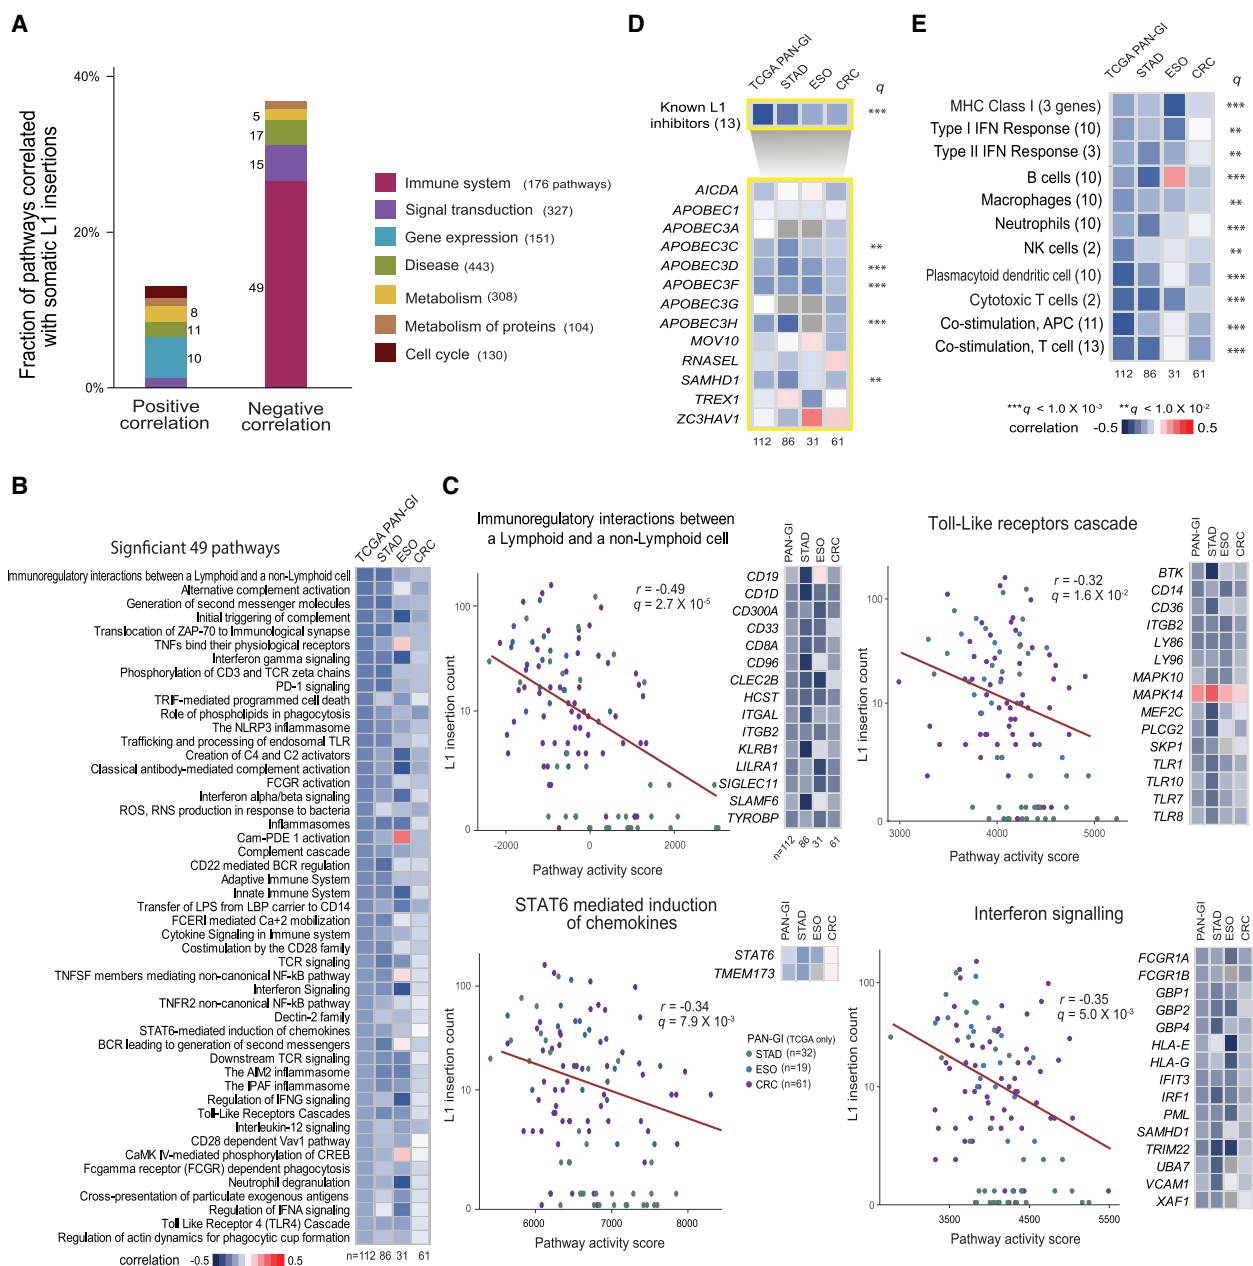 A
40%
20%
0%
Fraction of pathways correlated
with somatic L1 insertions
8
11
10
5
17
15
49
Positive
correlation
Negative
correlation
Immune system (176 pathways)
Signal transduction (327)
Gene expression (151)
Disease (443)
Metabolism (308)
Metabolism of proteins (104)
Cell cycle (130)
D
TCGA PAN-GI
STAD
ESO
CRC
q
Known L1
inhibitors (13)
***
AICDA
APOBEC1
APOBEC3A
APOBEC3C **
APOBEC3D ***
APOBEC3F ***
APOBEC3G
APOBEC3H ***
MOV10
RNASEL
SAMHD1 **
TREX1
ZC3HAV1
112 86 31 61
E
TCGA PAN-GI
STAD
ESO
CRC
q
MHC Class I (3 genes) ***
Type I IFN Response (10) **
Type II IFN Response (3) **
B cells (10) ***
Macrophages (10) **
Neutrophils (10) ***
NK cells (2) **
Plasmacytoid dendritic cell (10) ***
Cytotoxic T cells (2) ***
Co-stimulation, APC (11) ***
Co-stimulation, T cell (13) ***
112 86 31 61
***q < 1.0 X 10-3 **q < 1.0 X 10-2
correlation -0.5 0.5
B
Signficiant 49 pathways
TCGA PAN-GI
STAD
ESO
CRC
Immunoregulatory interactions between a Lymphoid and a non-Lymphoid cell
Alternative complement activation
Generation of second messenger molecules
Initial triggering of complement
Translocation of ZAP-70 to Immunological synapse
TNFs bind their physiological receptors
Interferon gamma signaling
Phosphorylation of CD3 and TCR zeta chains
PD-1 signaling
TRIF-mediated programmed cell death
Role of phospholipids in phagocytosis
The NLRP3 inflammasome
Trafficking and processing of endosomal TLR
Creation of C4 and C2 activators
Classical antibody-mediated complement activation
FCGR activation
Interferon alpha/beta signaling
ROS, RNS production in response to bacteria
Inflammasomes
Cam-PDE 1 activation
Complement cascade
CD22 mediated BCR regulation
Adaptive Immune System
Innate Immune System
Transfer of LPS from LBP carrier to CD14
FCERI mediated Ca+2 mobilization
Cytokine Signaling in Immune system
Costimulation by the CD28 family
TCR signaling
TNFSF members mediating non-canonical NF-kB pathway
Interferon Signaling
TNFR2 non-canonical NF-kB pathway
Dectin-2 family
STAT6-mediated induction of chemokines
BCR leading to generation of second messengers
Downstream TCR signaling
The AIM2 inflammasome
The IPAF inflammasome
Regulation of IFNG signaling
Toll-Like Receptors Cascades
Interleukin-12 signaling
CD28 dependent Vav1 pathway
CaMK IV-mediated phosphorylation of CREB
Fcgamma receptor (FCGR) dependent phagocytosis
Neutrophil degranulation
Cross-presentation of particulate exogenous antigens
Regulation of IFNA signaling
Toll Like Receptor 4 (TLR4) Cascade
Regulation of actin dynamics for phagocytic cup formation
correlation -0.5 0.5
n=112 86 31 61
C
Immunoregulatory interactions between
a Lymphoid and a non-Lymphoid cell
r = -0.49
q = 2.7 X 10-5
L1 insertion count
100
10
0
-2000 0 2000
Pathway activity score
PAN-GI
STAD
ESO
CRC
CD19
CD1D
CD300A
CD33
CD8A
CD96
CLEC2B
HCST
ITGAL
ITGB2
KLRB1
LILRA1
SIGLEC11
SLAMF6
TYROBP
n=112 86 31 61
Toll-Like receptors cascade
r = -0.32
q = 1.6 X 10-2
L1 insertion count
100
10
0
3000 4000 5000
Pathway activity score
PAN-GI
STAD
ESO
CRC
BTK
CD14
CD36
ITGB2
LY86
LY96
MAPK10
MAPK14
MEF2C
PLCG2
SKP1
TLR1
TLR10
TLR7
TLR8
STAT6 mediated induction
of chemokines
r = -0.34
q = 7.9 X 10-3
L1 insertion count
100
10
0
6000 7000 8000
Pathway activity score
PAN-GI
STAD
ESO
CRC
STAT6
TMEM173
PAN-GI (TCGA only)
STAD (n=32)
ESO (n=19)
CRC (n=61)
Interferon signalling
r = -0.35
q = 5.0 X 10-3
L1 insertion count
100
10
0
3500 4500 5500
Pathway activity score
PAN-GI
STAD
ESO
CRC
FCGR1A
FCGR1B
GBP1
GBP2
GBP4
HLA-E
HLA-G
IFIT3
IRF1
PML
SAMHD1
TRIM22
UBA7
VCAM1
XAF1